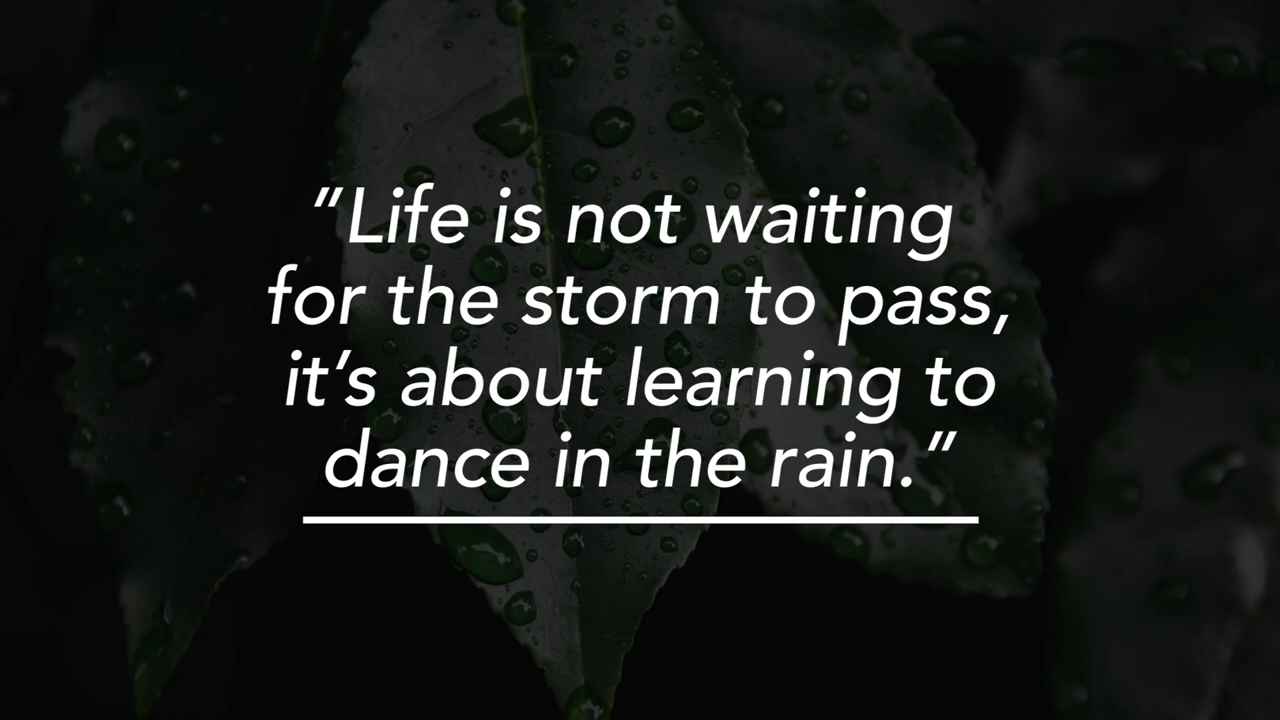 “Life is not waiting
for the storm to pass,
it’s about learning to
dance in the rain.”